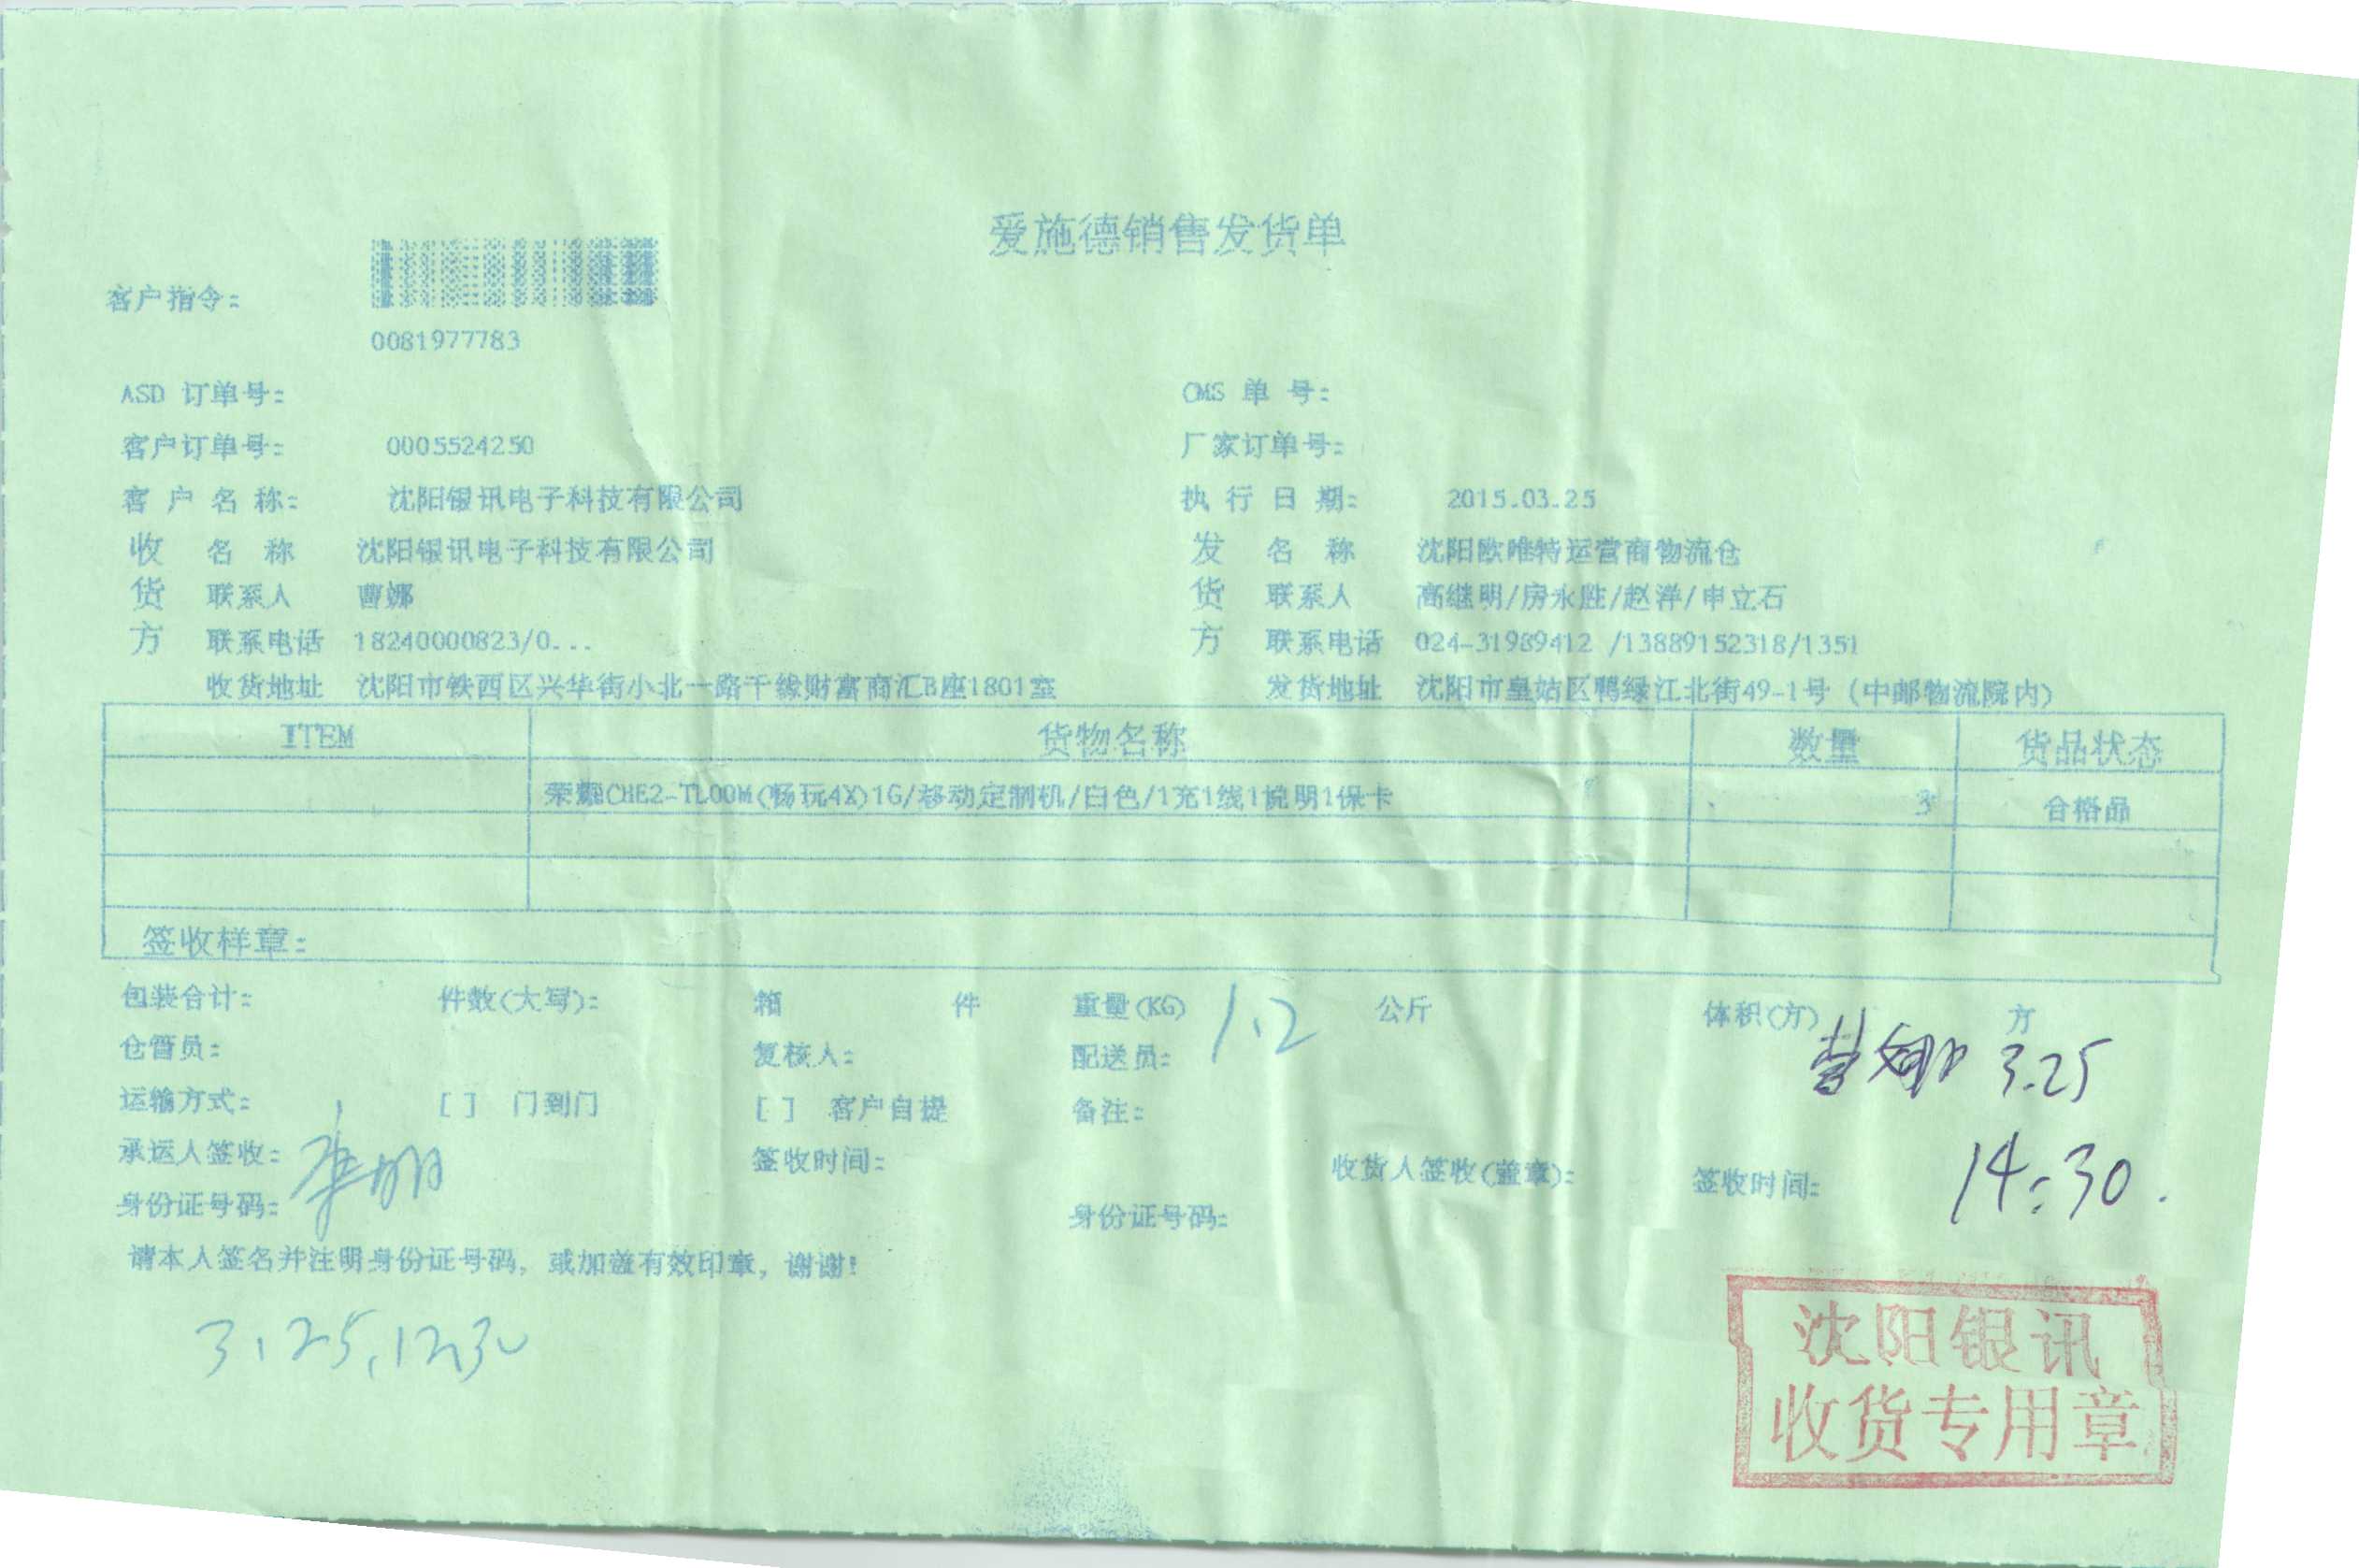 爱施德销售发货单
客户指令:
0081977783
ASD 订单号: CMS 单 号:
客户订单号: 0005524250 厂家订单号:
客 户 名 称: 沈阳银讯电子科技有限公司 执 行 日 期: 2015.03.25
收 名 称 沈阳银讯电子科技有限公司 发 名 称 沈阳欧唯特运营商物流仓
货 联系人 曹娜 货 联系人 高继明/房永胜/赵洋/申立石
方 联系电话 18240000823/0... 方 联系电话 024-31989412 /13889152318/1351
收货地址 沈阳市铁西区兴华街小北一路千缘财富商汇B座1801室 发货地址 沈阳市皇姑区鸭绿江北街49-1号 (中邮物流院内)
ITEM 货物名称 数量 货品状态
荣耀CHE2-TL00M(畅玩4X)1G/移动定制机/白色/1充1线1说明1保卡 3 合格品
签收样章:
包装合计: 件数(大写): 箱 件 重量(KG) 1.2 公斤 体积(方) 方
仓管员: 复核人: 配送员: 曹娜 3.25
运输方式: [ ] 门到门 [ ] 客户自提 备注:
承运人签收: 签收时间: 收货人签收(盖章): 签收时间: 14:30.
身份证号码: 身份证号码:
请本人签名并注明身份证号码, 或加盖有效印章, 谢谢!
3.25,1230
沈阳银讯
收货专用章